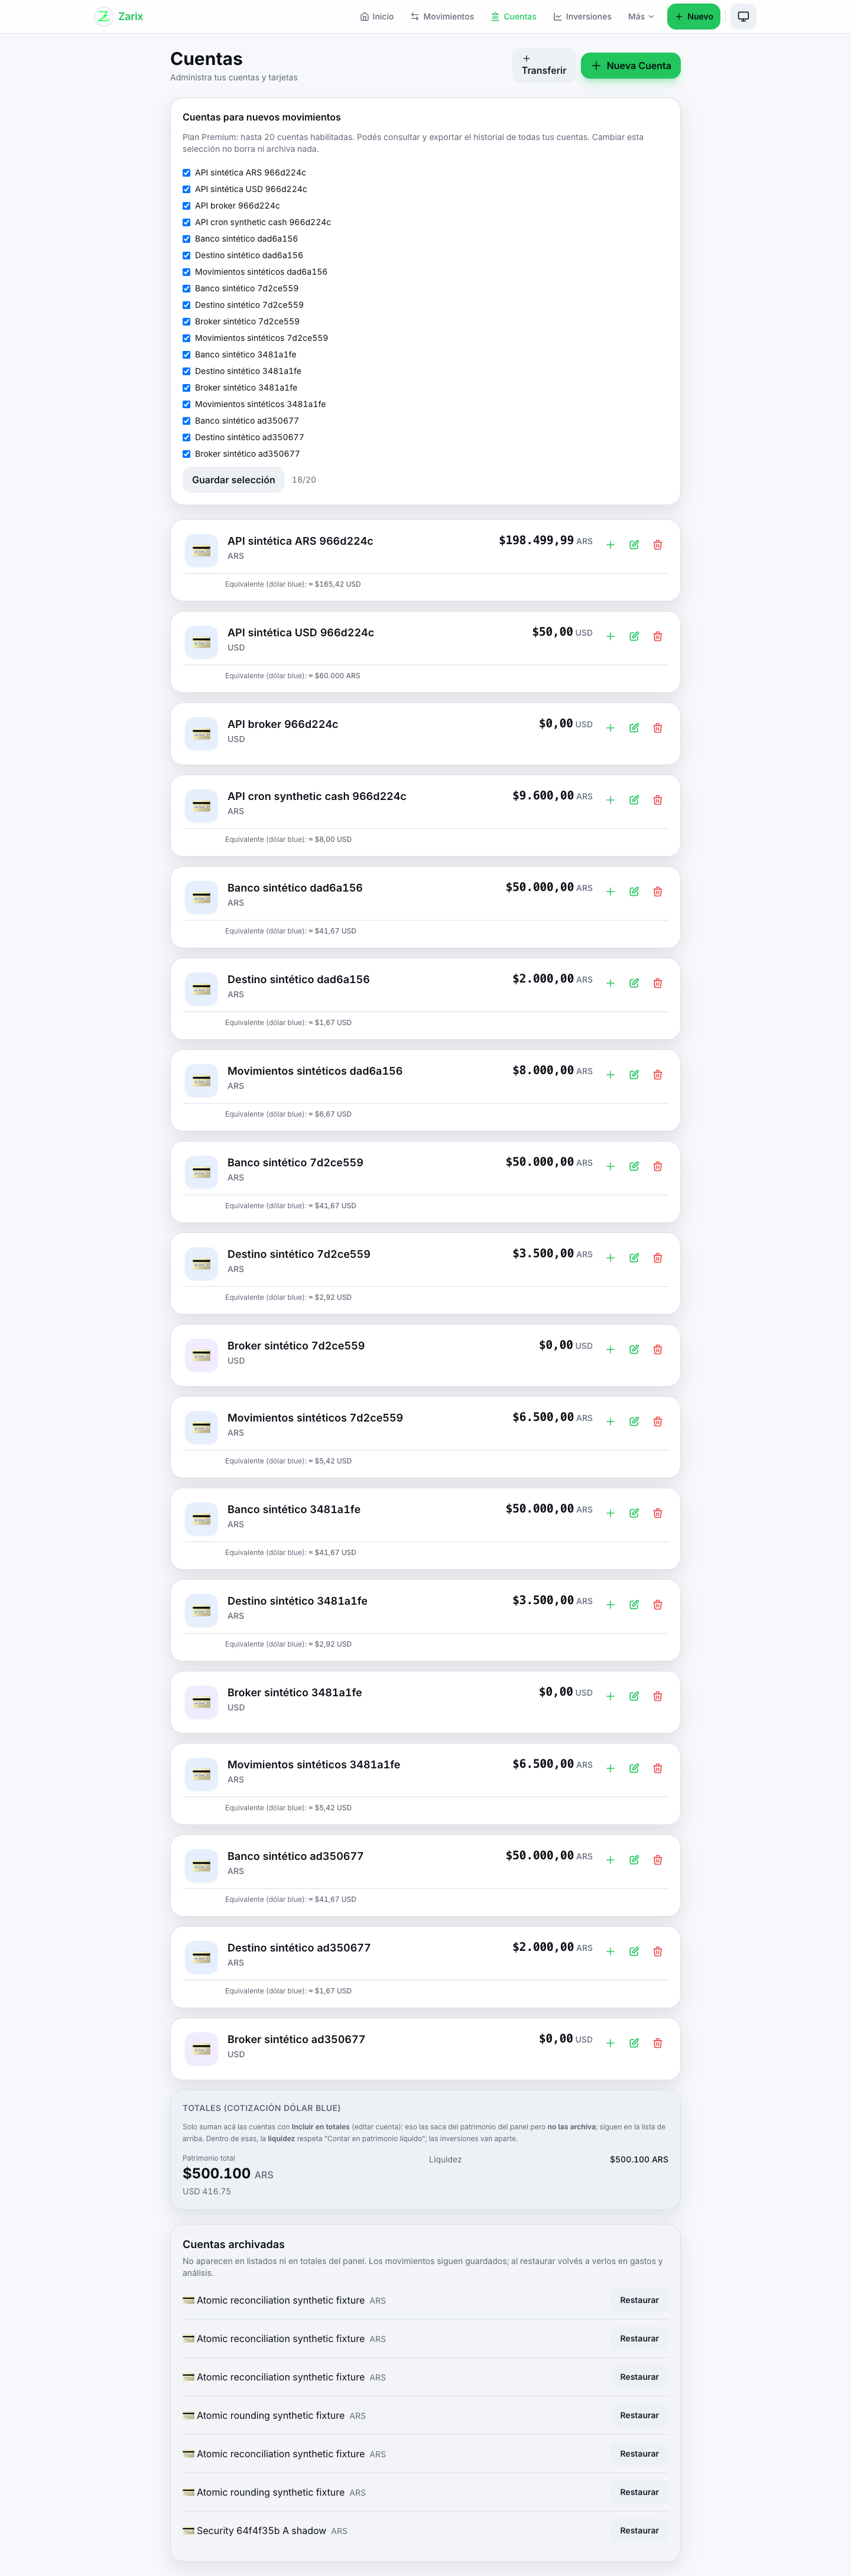 Zarix
Inicio
Movimientos
Cuentas
Inversiones
Más
Nuevo
Cuentas
Administra tus cuentas y tarjetas
Transferir
Nueva Cuenta
Cuentas para nuevos movimientos
Plan Premium: hasta 20 cuentas habilitadas. Podés consultar y exportar el historial de todas tus cuentas. Cambiar esta
selección no borra ni archiva nada.
API sintética ARS 966d224c
API sintética USD 966d224c
API broker 966d224c
API cron synthetic cash 966d224c
Banco sintético dad6a156
Destino sintético dad6a156
Movimientos sintéticos dad6a156
Banco sintético 7d2ce559
Destino sintético 7d2ce559
Broker sintético 7d2ce559
Movimientos sintéticos 7d2ce559
Banco sintético 3481a1fe
Destino sintético 3481a1fe
Broker sintético 3481a1fe
Movimientos sintéticos 3481a1fe
Banco sintético ad350677
Destino sintético ad350677
Broker sintético ad350677
Guardar selección 18/20
API sintética ARS 966d224c $198.499,99 ARS
ARS
Equivalente (dólar blue): ≈ $165,42 USD
API sintética USD 966d224c $50,00 USD
USD
Equivalente (dólar blue): ≈ $60.000 ARS
API broker 966d224c $0,00 USD
USD
API cron synthetic cash 966d224c $9.600,00 ARS
ARS
Equivalente (dólar blue): ≈ $8,00 USD
Banco sintético dad6a156 $50.000,00 ARS
ARS
Equivalente (dólar blue): ≈ $41,67 USD
Destino sintético dad6a156 $2.000,00 ARS
ARS
Equivalente (dólar blue): ≈ $1,67 USD
Movimientos sintéticos dad6a156 $8.000,00 ARS
ARS
Equivalente (dólar blue): ≈ $6,67 USD
Banco sintético 7d2ce559 $50.000,00 ARS
ARS
Equivalente (dólar blue): ≈ $41,67 USD
Destino sintético 7d2ce559 $3.500,00 ARS
ARS
Equivalente (dólar blue): ≈ $2,92 USD
Broker sintético 7d2ce559 $0,00 USD
USD
Movimientos sintéticos 7d2ce559 $6.500,00 ARS
ARS
Equivalente (dólar blue): ≈ $5,42 USD
Banco sintético 3481a1fe $50.000,00 ARS
ARS
Equivalente (dólar blue): ≈ $41,67 USD
Destino sintético 3481a1fe $3.500,00 ARS
ARS
Equivalente (dólar blue): ≈ $2,92 USD
Broker sintético 3481a1fe $0,00 USD
USD
Movimientos sintéticos 3481a1fe $6.500,00 ARS
ARS
Equivalente (dólar blue): ≈ $5,42 USD
Banco sintético ad350677 $50.000,00 ARS
ARS
Equivalente (dólar blue): ≈ $41,67 USD
Destino sintético ad350677 $2.000,00 ARS
ARS
Equivalente (dólar blue): ≈ $1,67 USD
Broker sintético ad350677 $0,00 USD
USD
TOTALES (COTIZACIÓN DÓLAR BLUE)
Solo suman acá las cuentas con Incluir en totales (editar cuenta): eso las saca del patrimonio del panel pero no las archiva; siguen en la lista de
arriba. Dentro de esas, la liquidez respeta "Contar en patrimonio líquido"; las inversiones van aparte.
Patrimonio total
$500.100 ARS
USD 416.75
Liquidez $500.100 ARS
Cuentas archivadas
No aparecen en listados ni en totales del panel. Los movimientos siguen guardados; al restaurar volvés a verlos en gastos y
análisis.
Atomic reconciliation synthetic fixture ARS Restaurar
Atomic reconciliation synthetic fixture ARS Restaurar
Atomic reconciliation synthetic fixture ARS Restaurar
Atomic rounding synthetic fixture ARS Restaurar
Atomic reconciliation synthetic fixture ARS Restaurar
Atomic rounding synthetic fixture ARS Restaurar
Security 64f4f35b A shadow ARS Restaurar